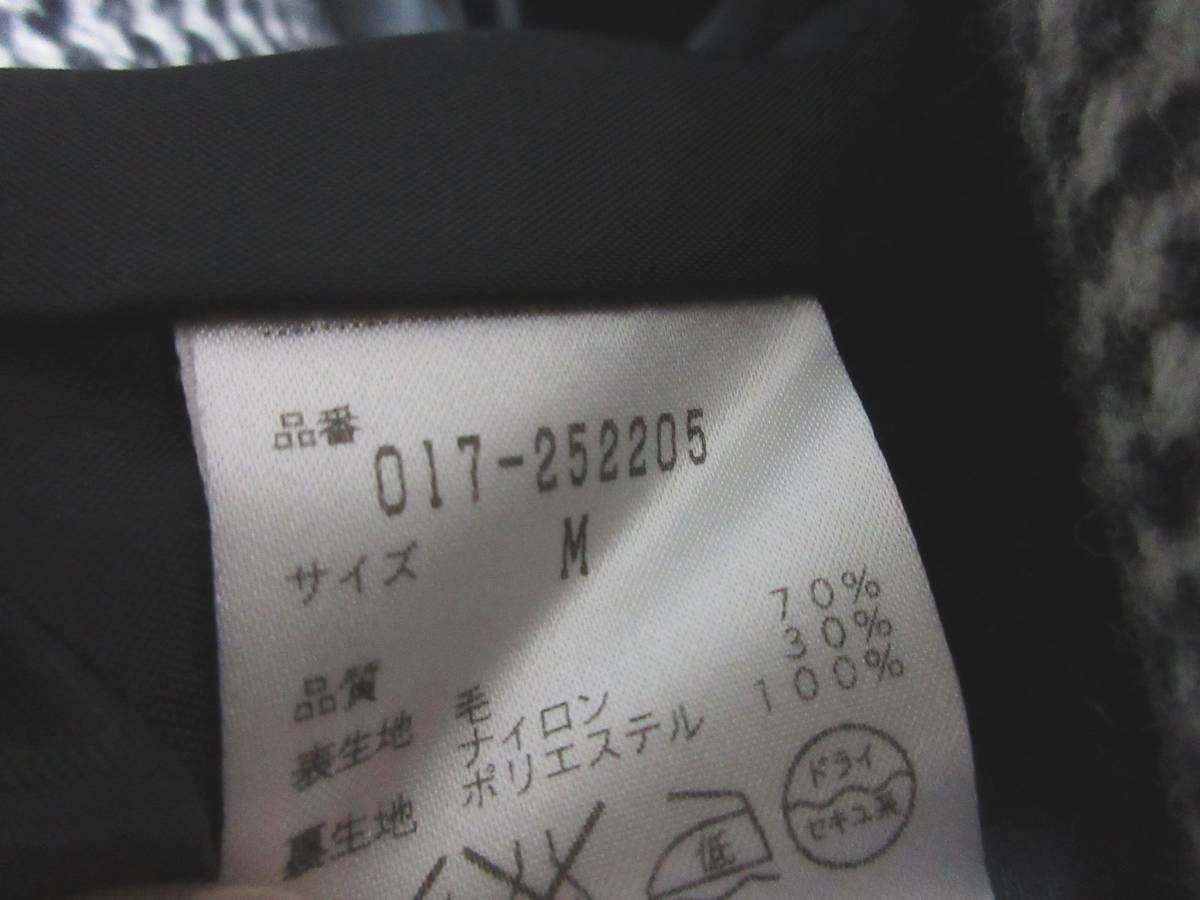 品番 017-252205
サイズ M
品質
表生地 毛 70%
ナイロン 30%
裏生地 ポリエステル 100%
低
ドライ
セキユ系